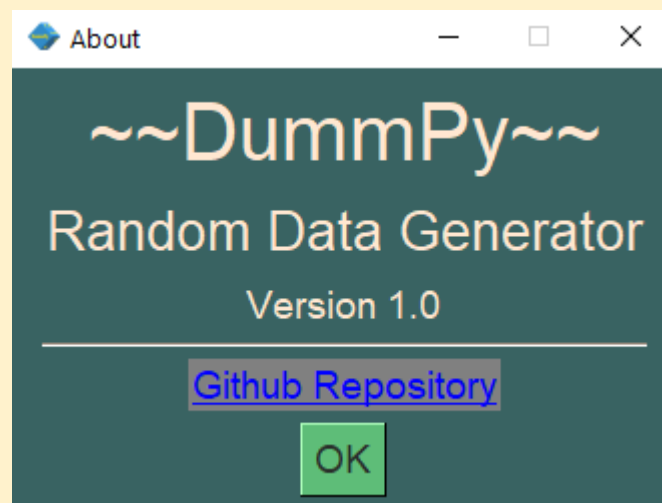 About
~~DummPy~~
Random Data Generator
Version 1.0
Github Repository
OK